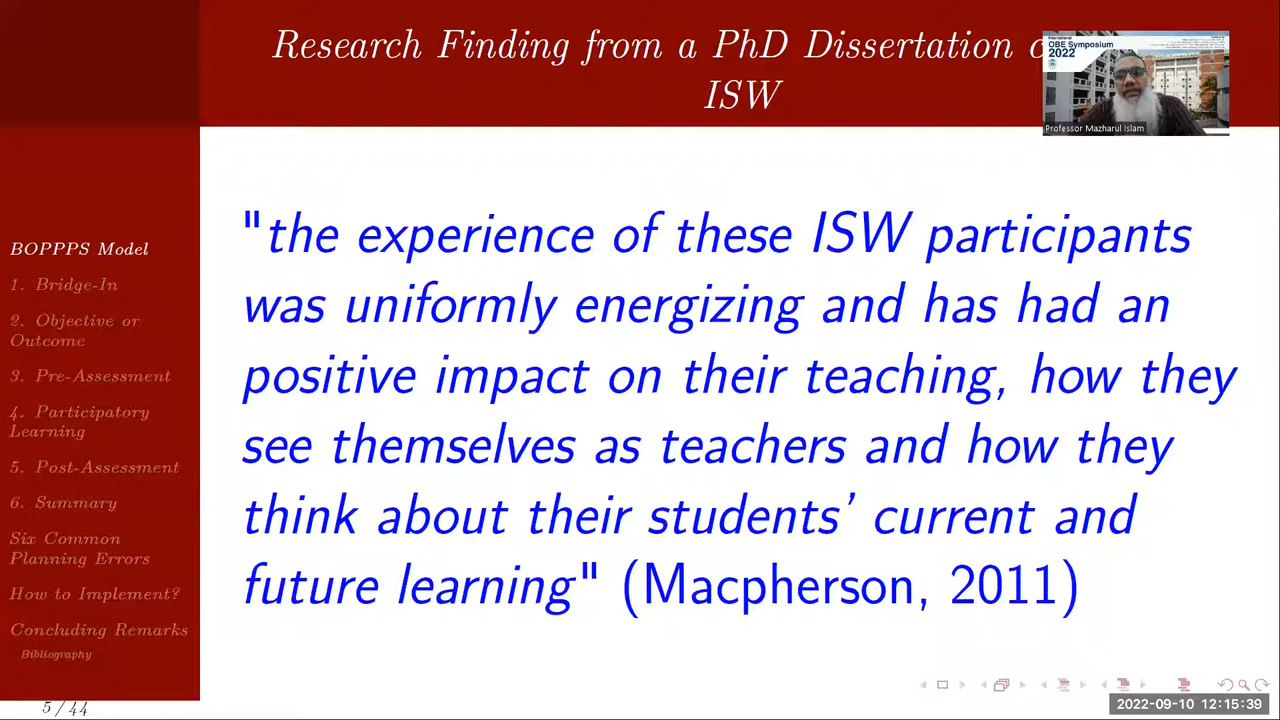 Research Finding from a PhD Dissertation
ISW
International
OBE Symposium
2022
Professor Mazharul Islam
BOPPPS Model
1. Bridge-In
2. Objective or
Outcome
3. Pre-Assessment
4. Participatory
Learning
5. Post-Assessment
6. Summary
Six Common
Planning Errors
How to Implement?
Concluding Remarks
Bibliography
"the experience of these ISW participants
was uniformly energizing and has had an
positive impact on their teaching, how they
see themselves as teachers and how they
think about their students' current and
future learning" (Macpherson, 2011)
5 / 44
2022-09-10 12:15:39